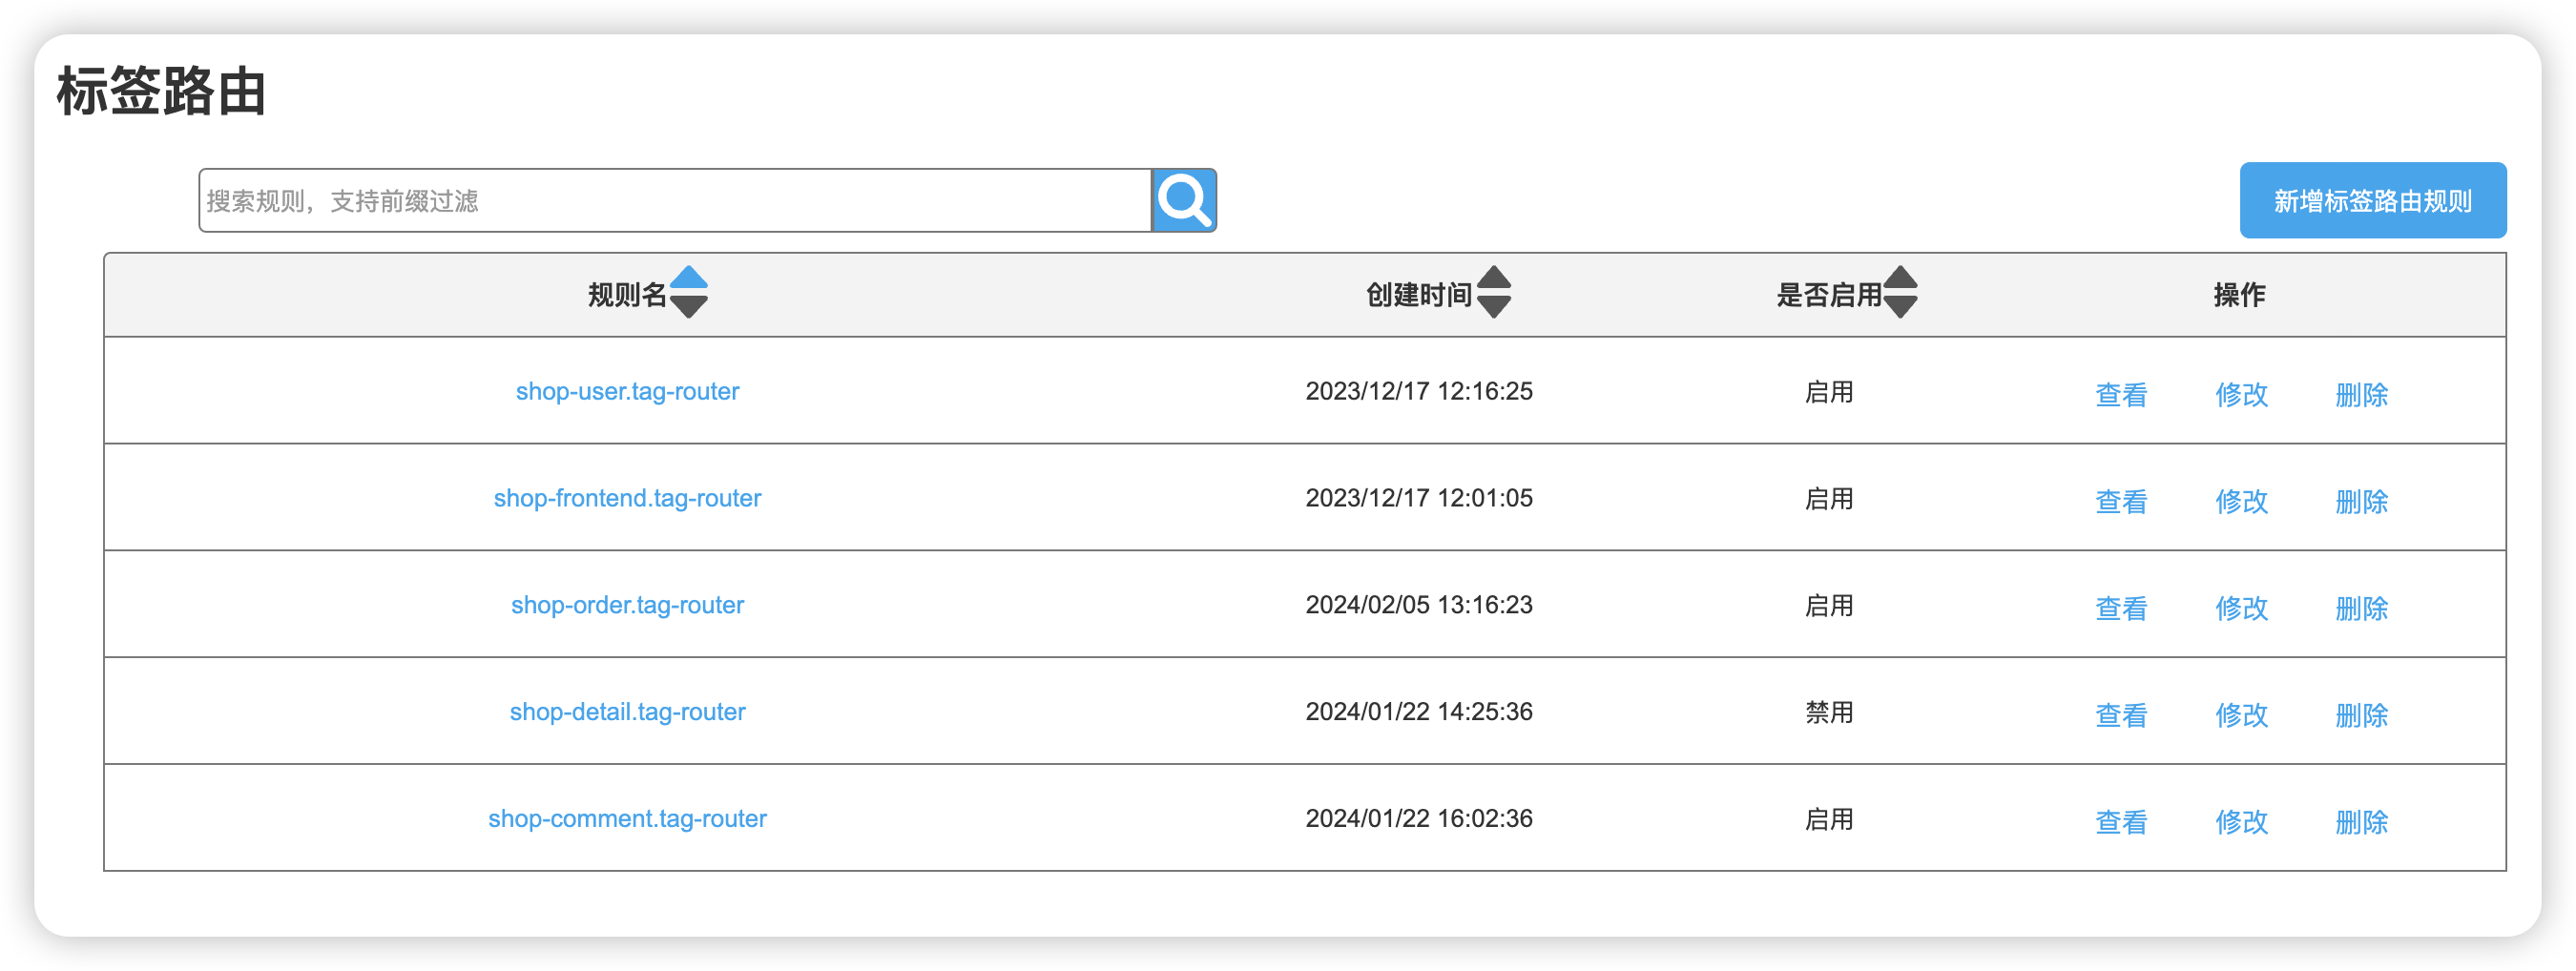 标签路由
搜索规则，支持前缀过滤
新增标签路由规则
规则名 创建时间 是否启用 操作
shop-user.tag-router 2023/12/17 12:16:25 启用 查看 修改 删除
shop-frontend.tag-router 2023/12/17 12:01:05 启用 查看 修改 删除
shop-order.tag-router 2024/02/05 13:16:23 启用 查看 修改 删除
shop-detail.tag-router 2024/01/22 14:25:36 禁用 查看 修改 删除
shop-comment.tag-router 2024/01/22 16:02:36 启用 查看 修改 删除